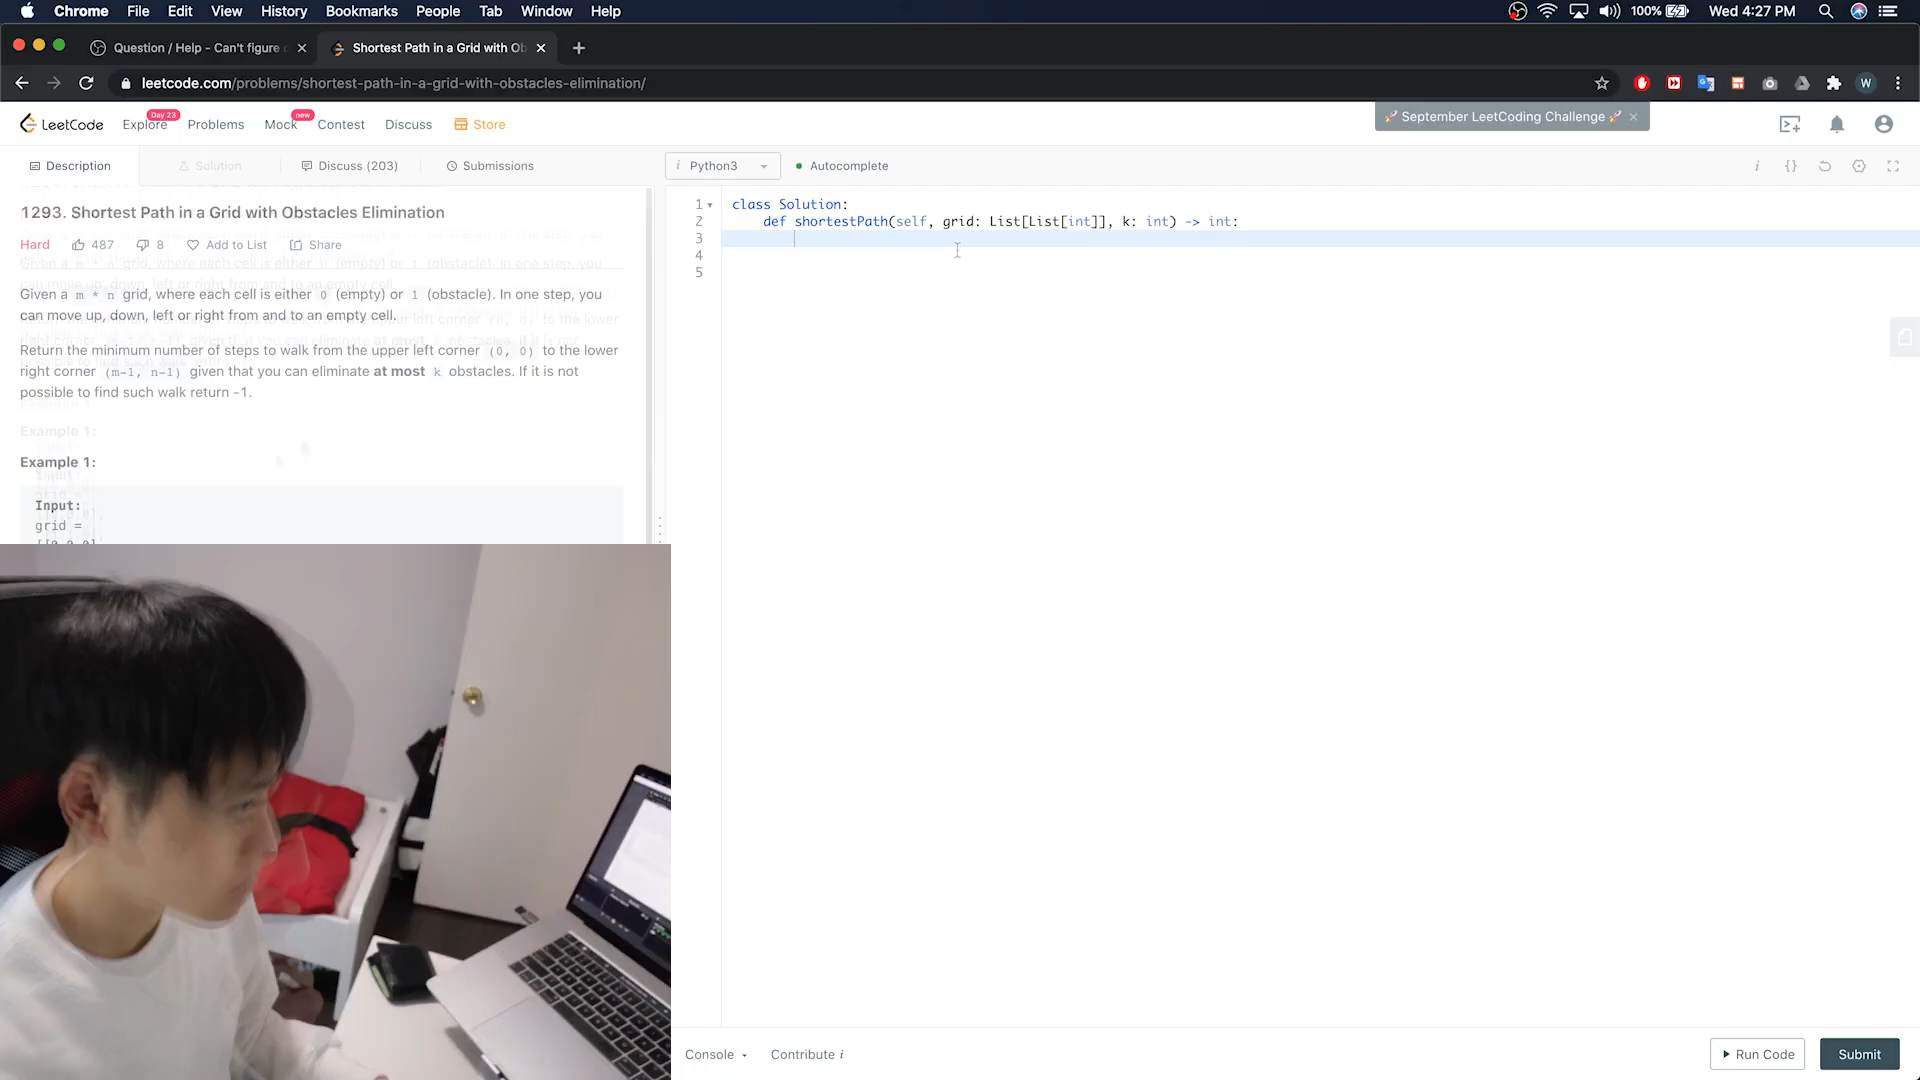 Chrome File Edit View History Bookmarks People Tab Window Help 100% Wed 4:27 PM
Question / Help - Can't figure
Shortest Path in a Grid with Ob
leetcode.com/problems/shortest-path-in-a-grid-with-obstacles-elimination/
W
LeetCode Explore Day 23 Problems Mock new Contest Discuss Store
September LeetCoding Challenge
Description Solution Discuss (203) Submissions
i Python3 Autocomplete
1293. Shortest Path in a Grid with Obstacles Elimination
Hard 487 8 Add to List Share
Given a m * n grid, where each cell is either 0 (empty) or 1 (obstacle). In one step, you
can move up, down, left or right from and to an empty cell.
Return the minimum number of steps to walk from the upper left corner (0, 0) to the lower
right corner (m-1, n-1) given that you can eliminate at most k obstacles. If it is not
possible to find such walk return -1.
Example 1:
Example 1:
Input:
grid =
[[0,0,0],
1 class Solution:
2 def shortestPath(self, grid: List[List[int]], k: int) -> int:
3
4
5
Console Contribute i
Run Code Submit